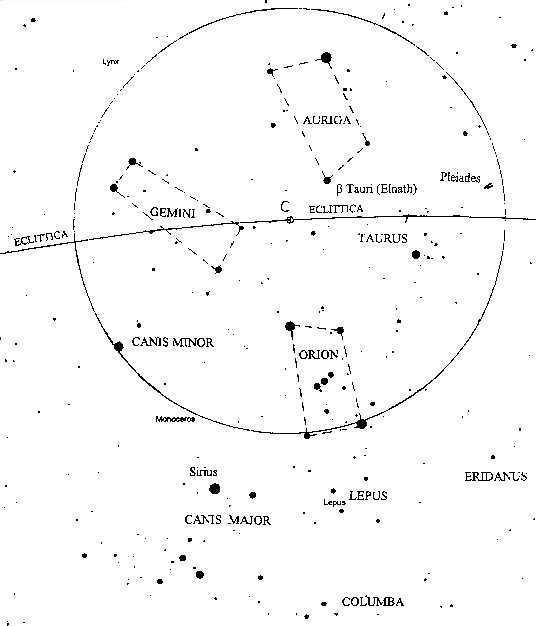 Lynx
AURIGA
β Tauri (Elnath)
Pleiades
GEMINI
C
ECLITTICA
ECLITTICA
TAURUS
CANIS MINOR
ORION
Monoceros
Sirius
ERIDANUS
Lepus
LEPUS
CANIS MAJOR
COLUMBA